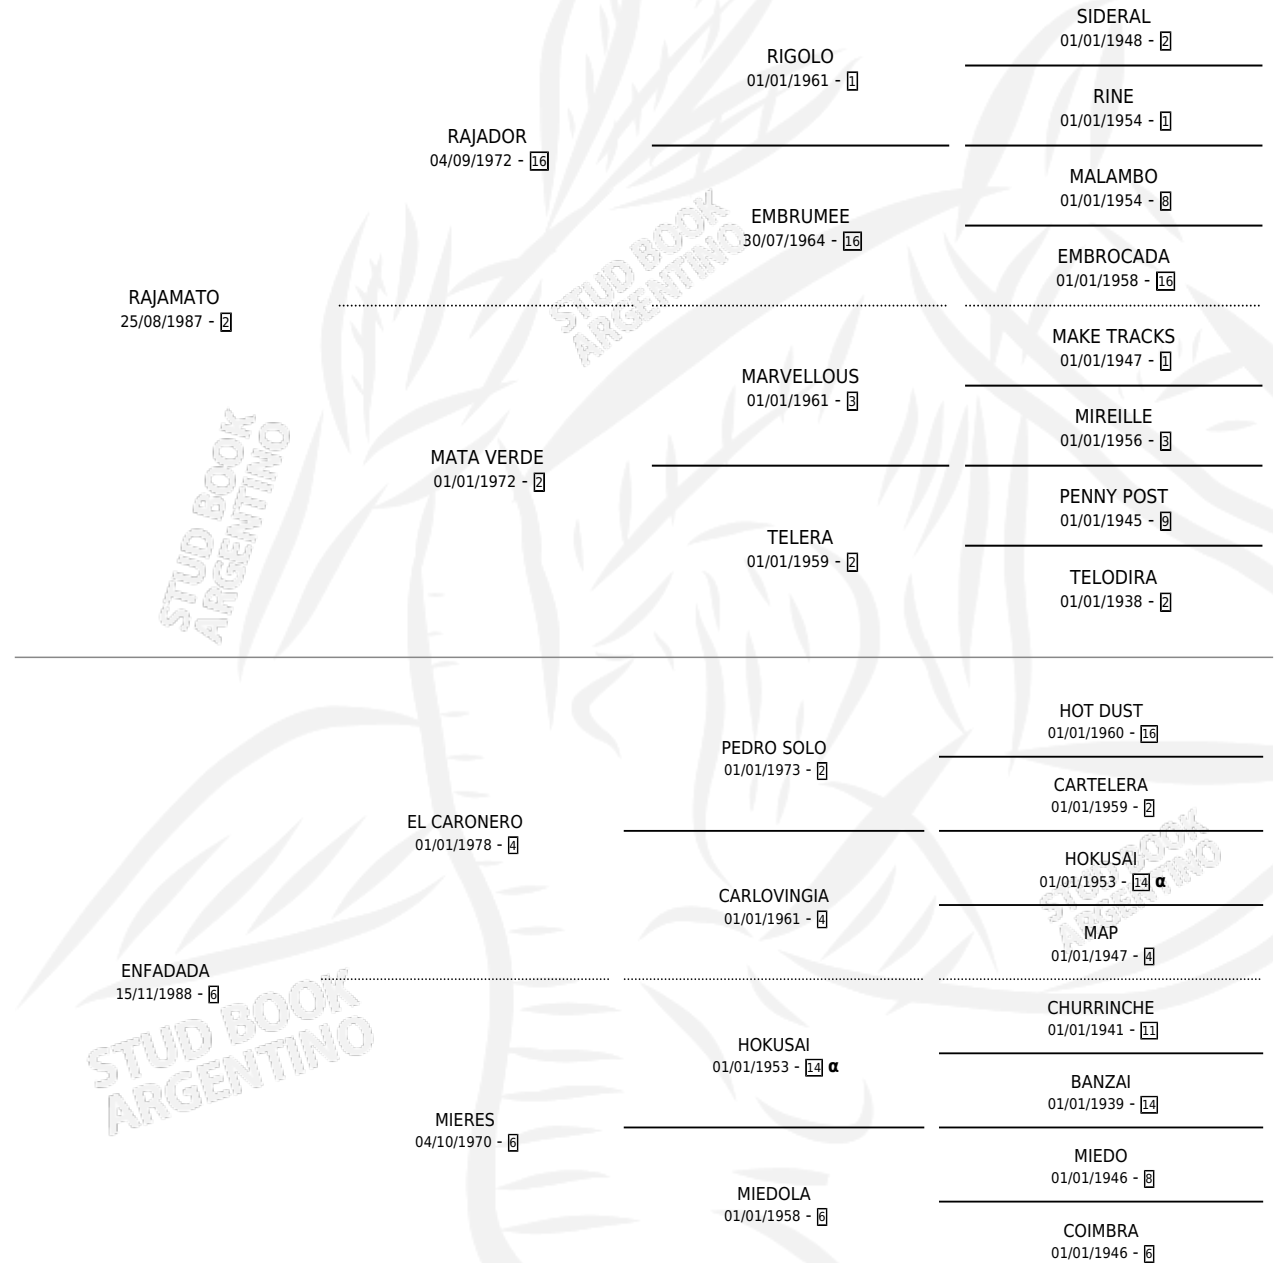 SIDERAL
01/01/1948 - 2
RIGOLO
01/01/1961 - 1
RINE
01/01/1954 - 1
RAJADOR
04/09/1972 - 16
MALAMBO
01/01/1954 - 8
EMBRUMEE
30/07/1964 - 16
EMBROCADA
01/01/1958 - 16
RAJAMATO
25/08/1987 - 2
MAKE TRACKS
01/01/1947 - 1
MARVELLOUS
01/01/1961 - 3
MIREILLE
01/01/1956 - 3
MATA VERDE
01/01/1972 - 2
PENNY POST
01/01/1945 - 9
TELERA
01/01/1959 - 2
TELODIRA
01/01/1938 - 2
STUD BOOK
ARGENTINO
STUD BOOK
ARGENTINO
HOT DUST
01/01/1960 - 16
PEDRO SOLO
01/01/1973 - 2
CARTELERA
01/01/1959 - 2
EL CARONERO
01/01/1978 - 4
HOKUSAI
01/01/1953 - 14 α
CARLOVINGIA
01/01/1961 - 4
MAP
01/01/1947 - 4
STUD BOOK
ARGENTINO
ENFADADA
15/11/1988 - 6
CHURRINCHE
01/01/1941 - 11
HOKUSAI
01/01/1953 - 14 α
BANZAI
01/01/1939 - 14
MIERES
04/10/1970 - 6
MIEDO
01/01/1946 - 8
MIEDOLA
01/01/1958 - 6
COIMBRA
01/01/1946 - 6
STUD BOOK
ARGENTINO